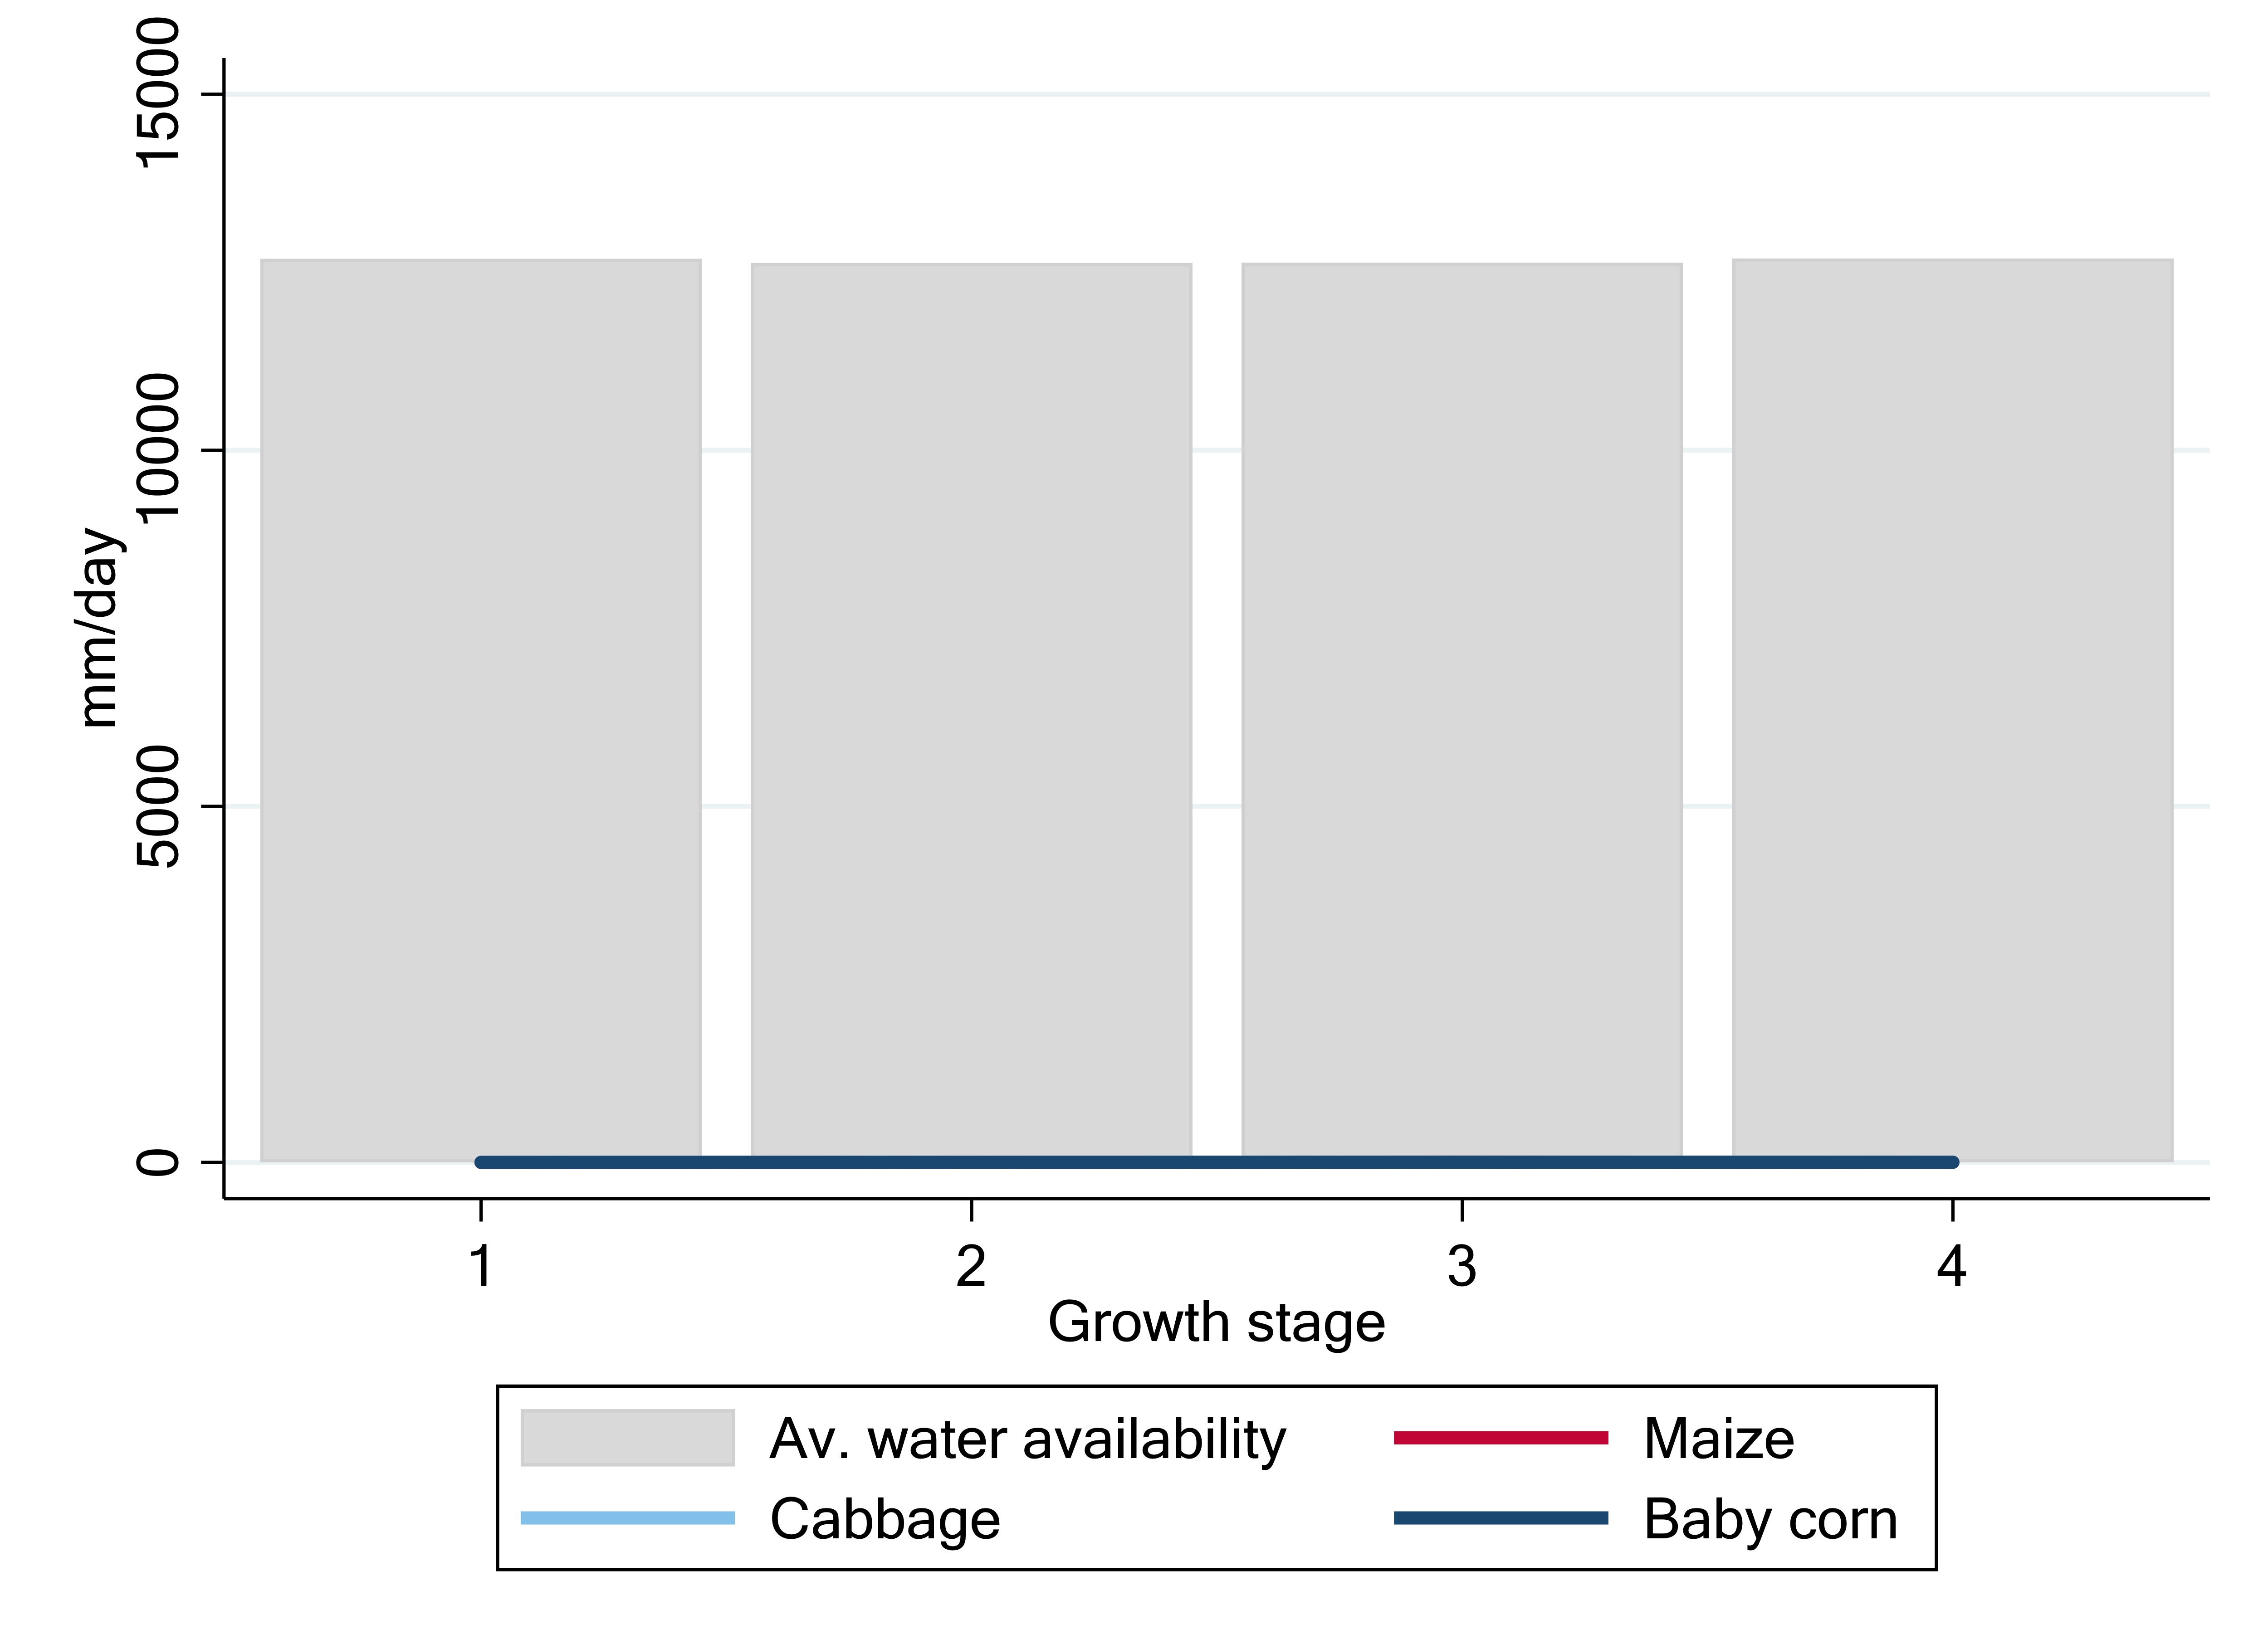 15000
10000
5000
0
mm/day
1 2 3 4
Growth stage
Av. water availability Maize
Cabbage Baby corn